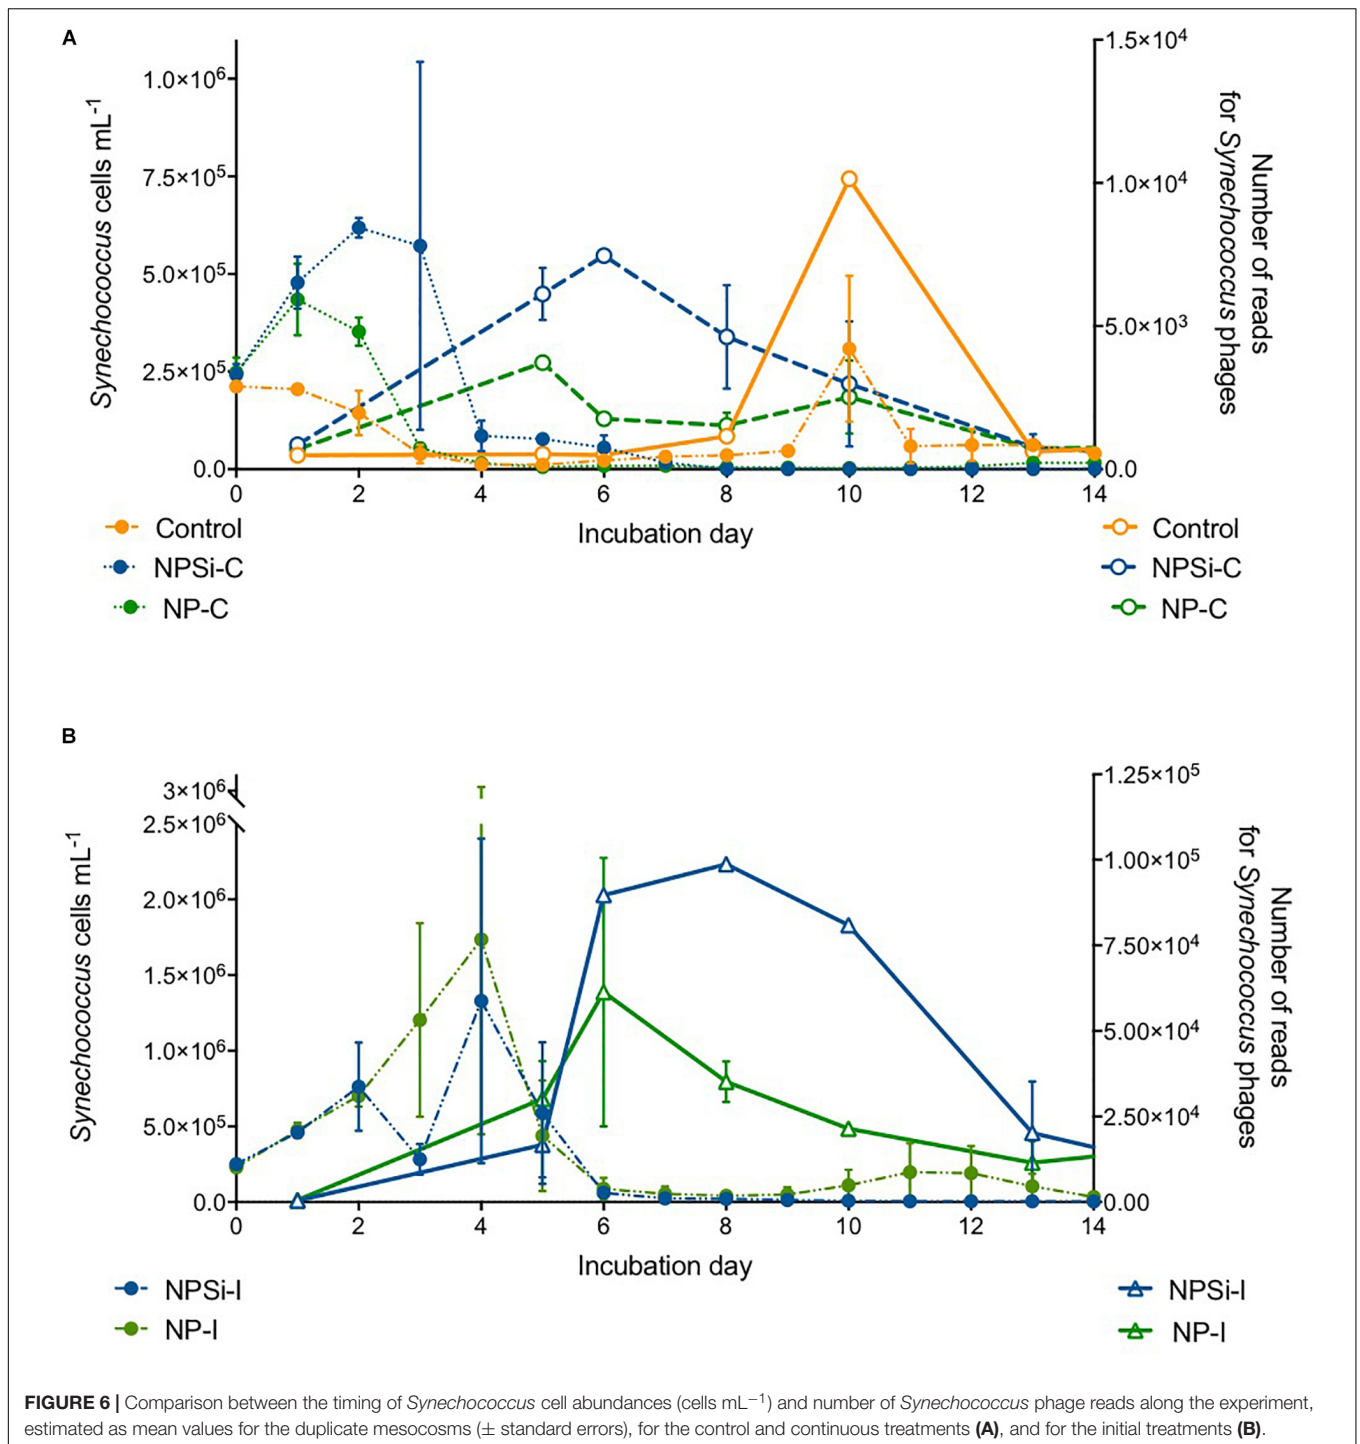 A
Synechococcus cells mL⁻¹
1.0×10⁶
7.5×10⁵
5.0×10⁵
2.5×10⁵
0.0
1.5×10⁴
1.0×10⁴
5.0×10³
0.0
Number of reads
for Synechococcus phages
0 2 4 6 8 10 12 14
Incubation day
Control
NPSi-C
NP-C
Control
NPSi-C
NP-C
B
Synechococcus cells mL⁻¹
3×10⁶
2.5×10⁶
2.0×10⁶
1.5×10⁶
1.0×10⁶
5.0×10⁵
0.0
1.25×10⁵
1.00×10⁵
7.50×10⁴
5.00×10⁴
2.50×10⁴
0.00
Number of reads
for Synechococcus phages
0 2 4 6 8 10 12 14
Incubation day
NPSi-I
NP-I
NPSi-I
NP-I
FIGURE 6 | Comparison between the timing of Synechococcus cell abundances (cells mL⁻¹) and number of Synechococcus phage reads along the experiment,
estimated as mean values for the duplicate mesocosms (± standard errors), for the control and continuous treatments (A), and for the initial treatments (B).